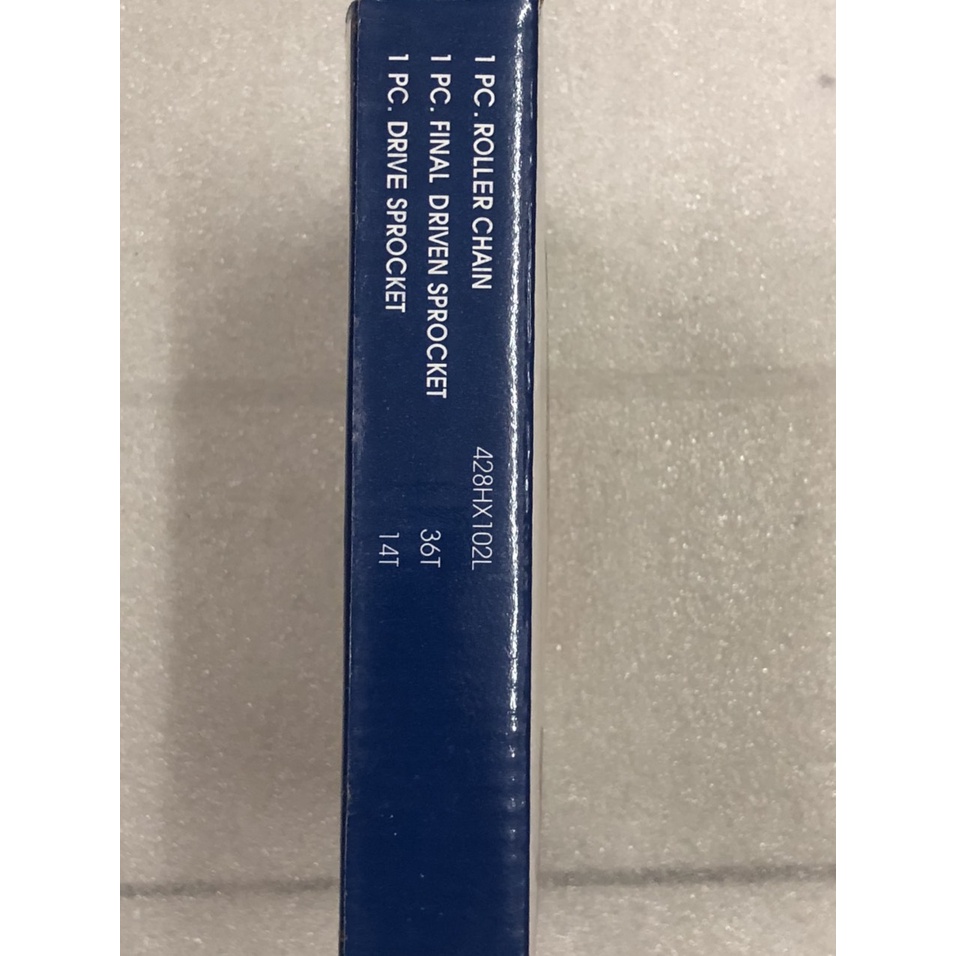 1 PC. ROLLER CHAIN 428HX102L
1 PC. FINAL DRIVEN SPROCKET 36T
1 PC. DRIVE SPROCKET 14T